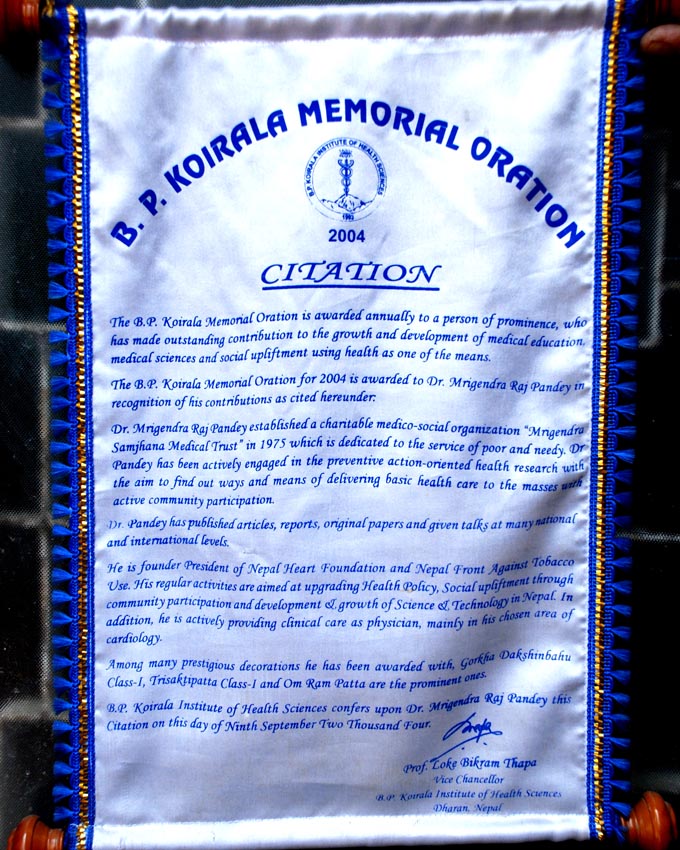 B. P. KOIRALA MEMORIAL ORATION
B.P. KOIRALA INSTITUTE OF HEALTH SCIENCES
1993
2004
CITATION
The B.P. Koirala Memorial Oration is awarded annually to a person of prominence, who
has made outstanding contribution to the growth and development of medical education,
medical sciences and social upliftment using health as one of the means.
The B.P. Koirala Memorial Oration for 2004 is awarded to Dr. Mrigendra Raj Pandey in
recognition of his contributions as cited hereunder:
Dr. Mrigendra Raj Pandey established a charitable medico-social organization "Mrigendra
Samjhana Medical Trust" in 1975 which is dedicated to the service of poor and needy. Dr
Pandey has been actively engaged in the preventive action-oriented health research with
the aim to find out ways and means of delivering basic health care to the masses with
active community participation.
Dr. Pandey has published articles, reports, original papers and given talks at many national
and international levels.
He is founder President of Nepal Heart Foundation and Nepal Front Against Tobacco
Use. His regular activities are aimed at upgrading Health Policy, Social upliftment through
community participation and development & growth of Science & Technology in Nepal. In
addition, he is actively providing clinical care as physician, mainly in his chosen area of
cardiology.
Among many prestigious decorations he has been awarded with, Gorkha Dakshinbahu
Class-I, Trisaktipatta Class-I and Om Ram Patta are the prominent ones.
B.P. Koirala Institute of Health Sciences confers upon Dr. Mrigendra Raj Pandey this
Citation on this day of Ninth September Two Thousand Four.
Prof. Loke Bikram Thapa
Vice Chancellor
B.P. Koirala Institute of Health Sciences
Dharan, Nepal